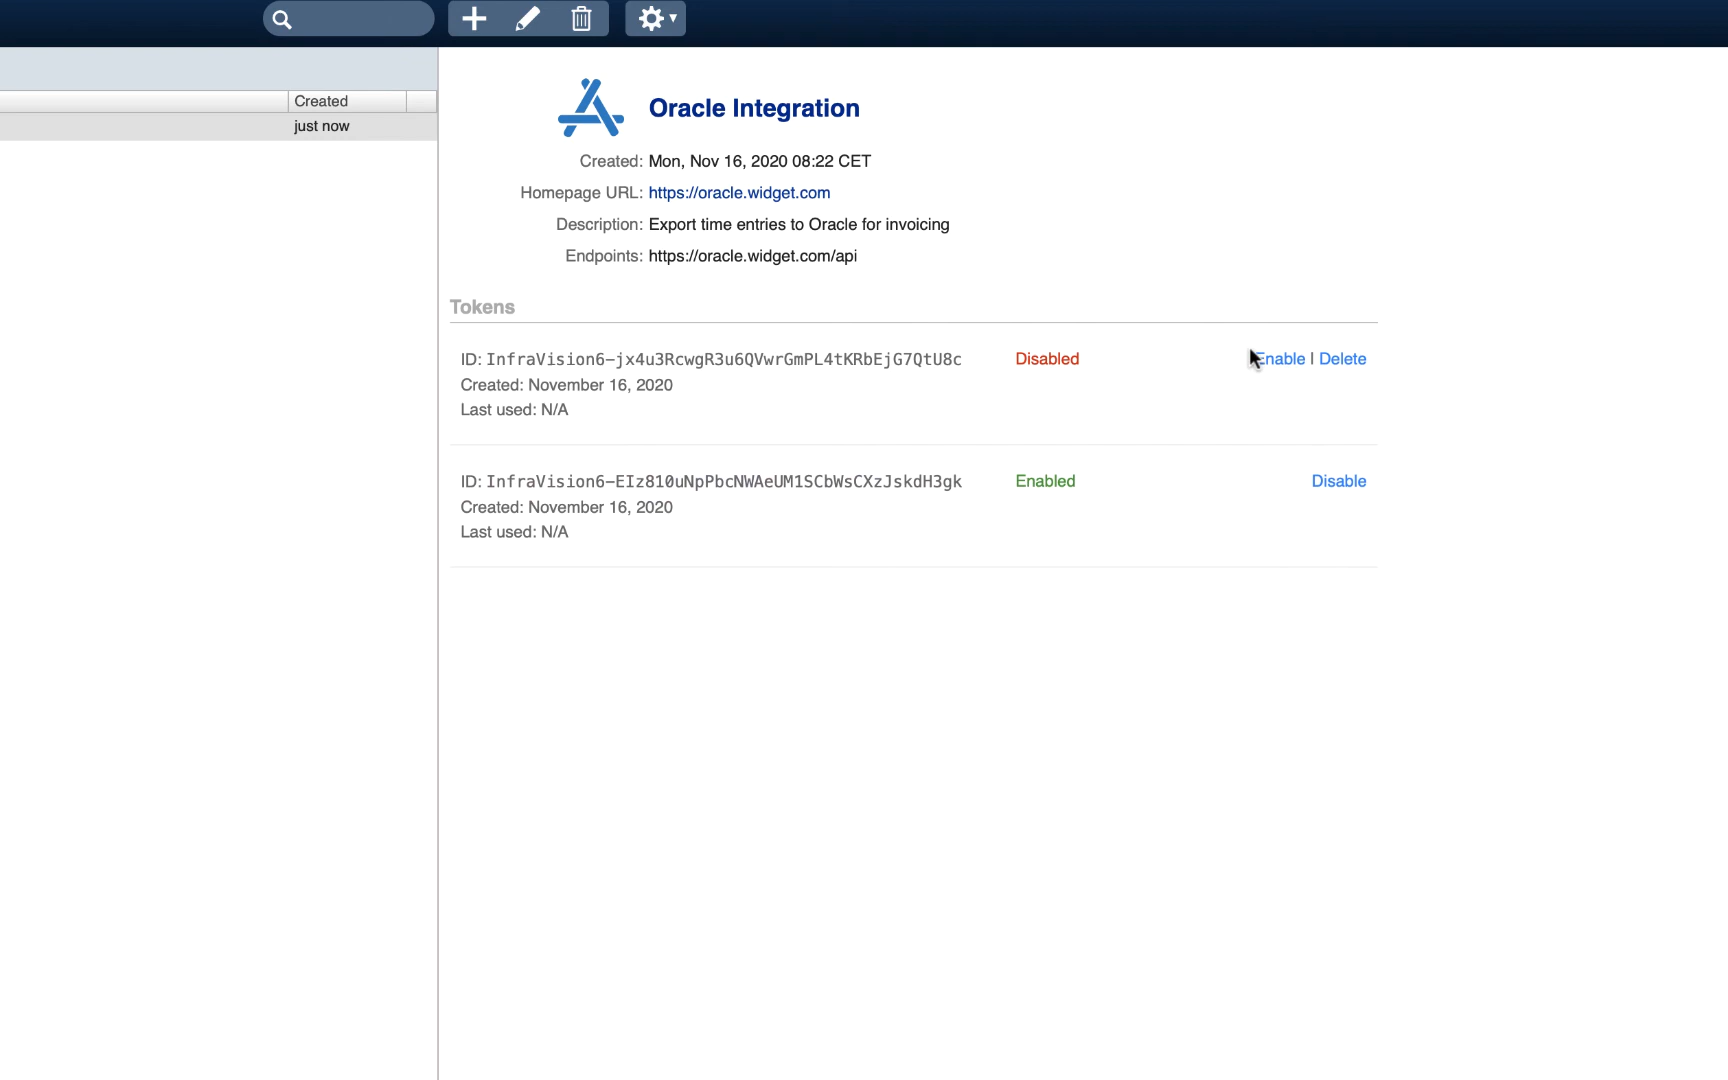 Created
just now
Oracle Integration
Created: Mon, Nov 16, 2020 08:22 CET
Homepage URL: https://oracle.widget.com
Description: Export time entries to Oracle for invoicing
Endpoints: https://oracle.widget.com/api
Tokens
ID: InfraVision6-jx4u3RcwgR3u6QVwrGmPL4tKRbEjG7QtU8c Disabled Enable | Delete
Created: November 16, 2020
Last used: N/A
ID: InfraVision6-EIz810uNpPbcNWAeUM1SCbWsCXzJskdH3gk Enabled Disable
Created: November 16, 2020
Last used: N/A